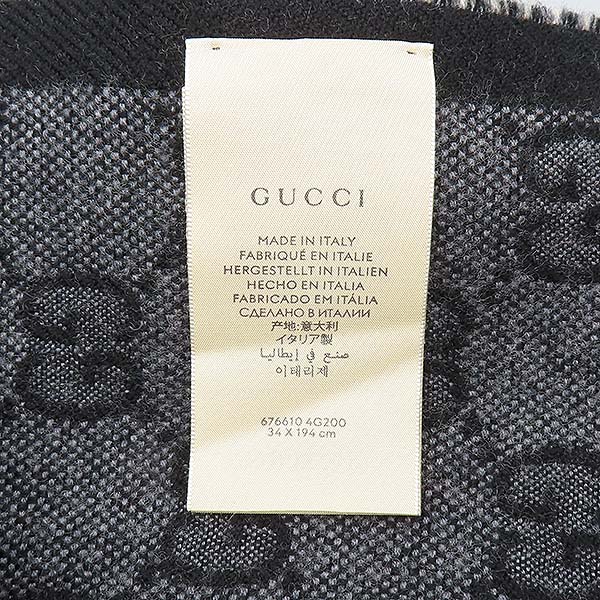 GUCCI
MADE IN ITALY
FABRIQUÉ EN ITALIE
HERGESTELLT IN ITALIEN
HECHO EN ITALIA
FABRICADO EM ITÁLIA
СДЕЛАНО В ИТАЛИИ
产地:意大利
イタリア製
صنع في إيطاليا
이태리제
676610 4G200
34 X 194 cm